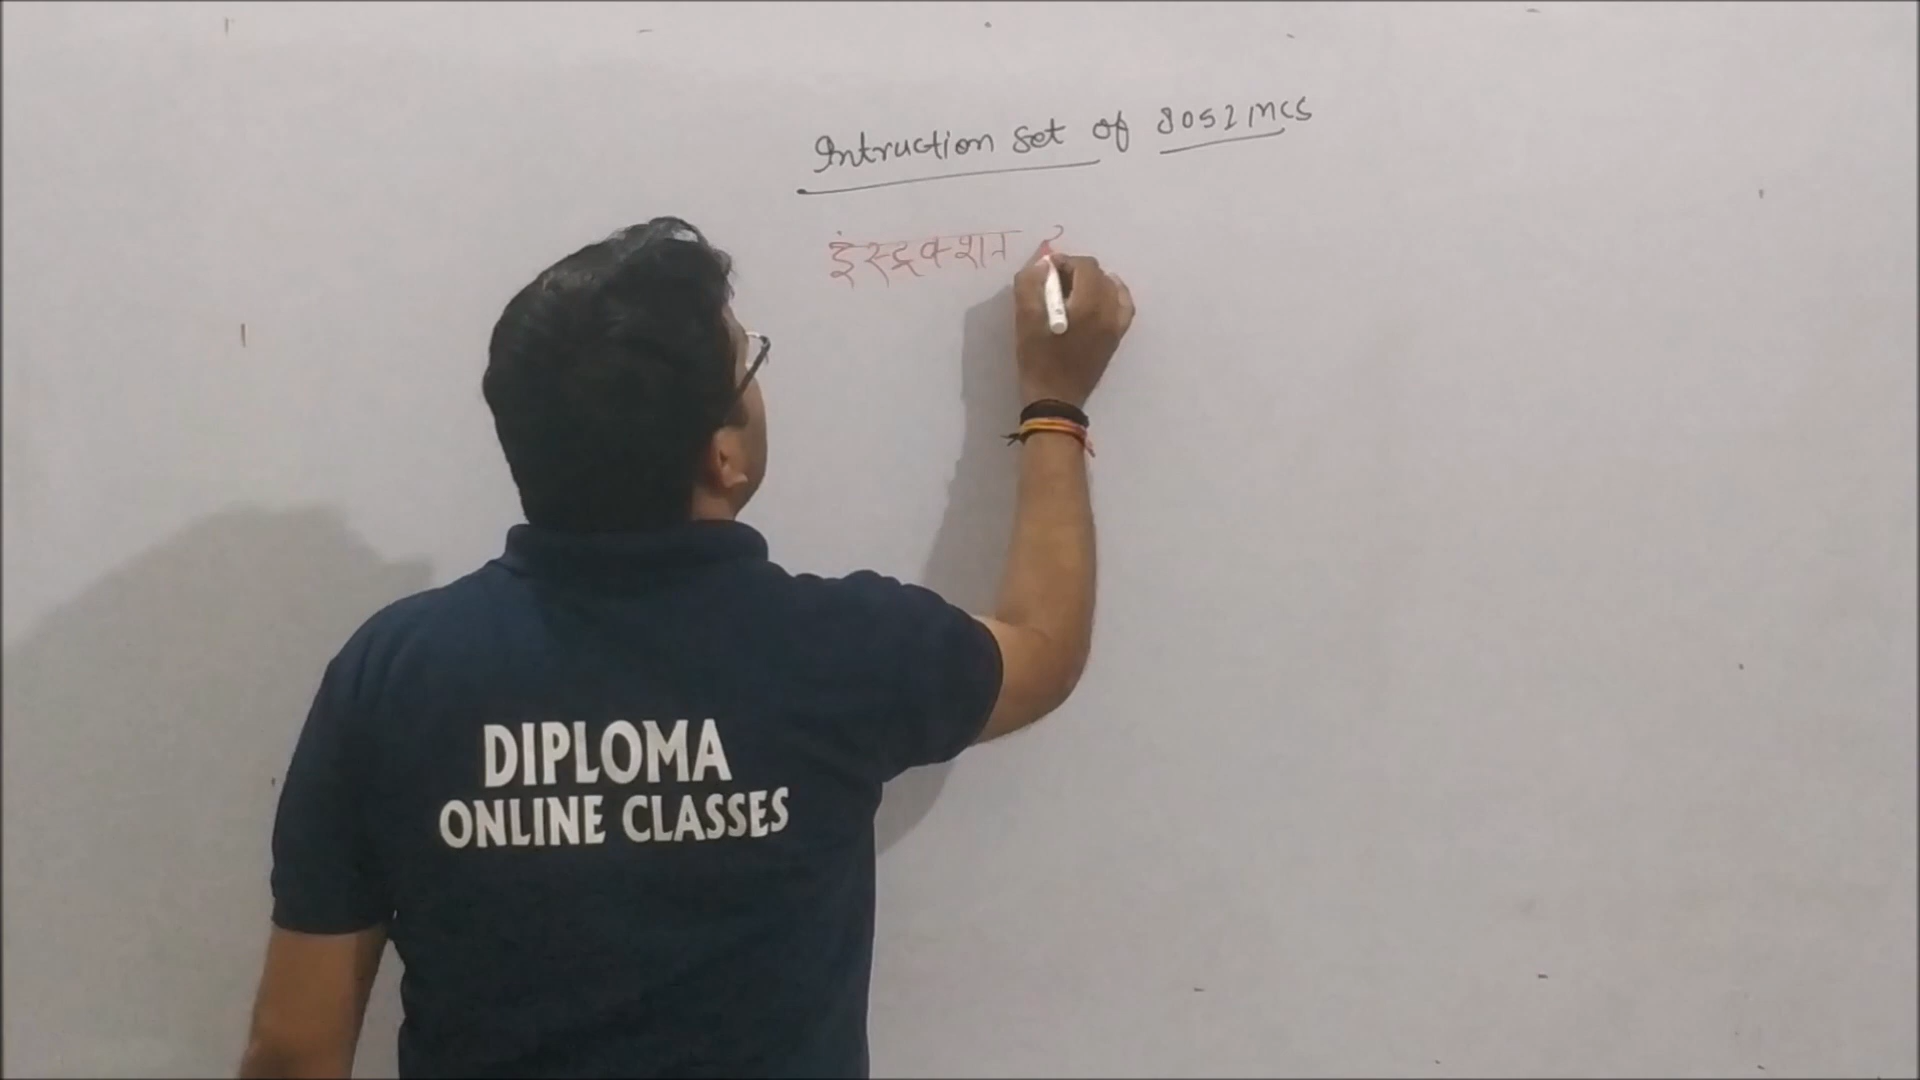 Intruction set of 8052 MCS
इंस्ट्रक्शन
DIPLOMA
ONLINE CLASSES